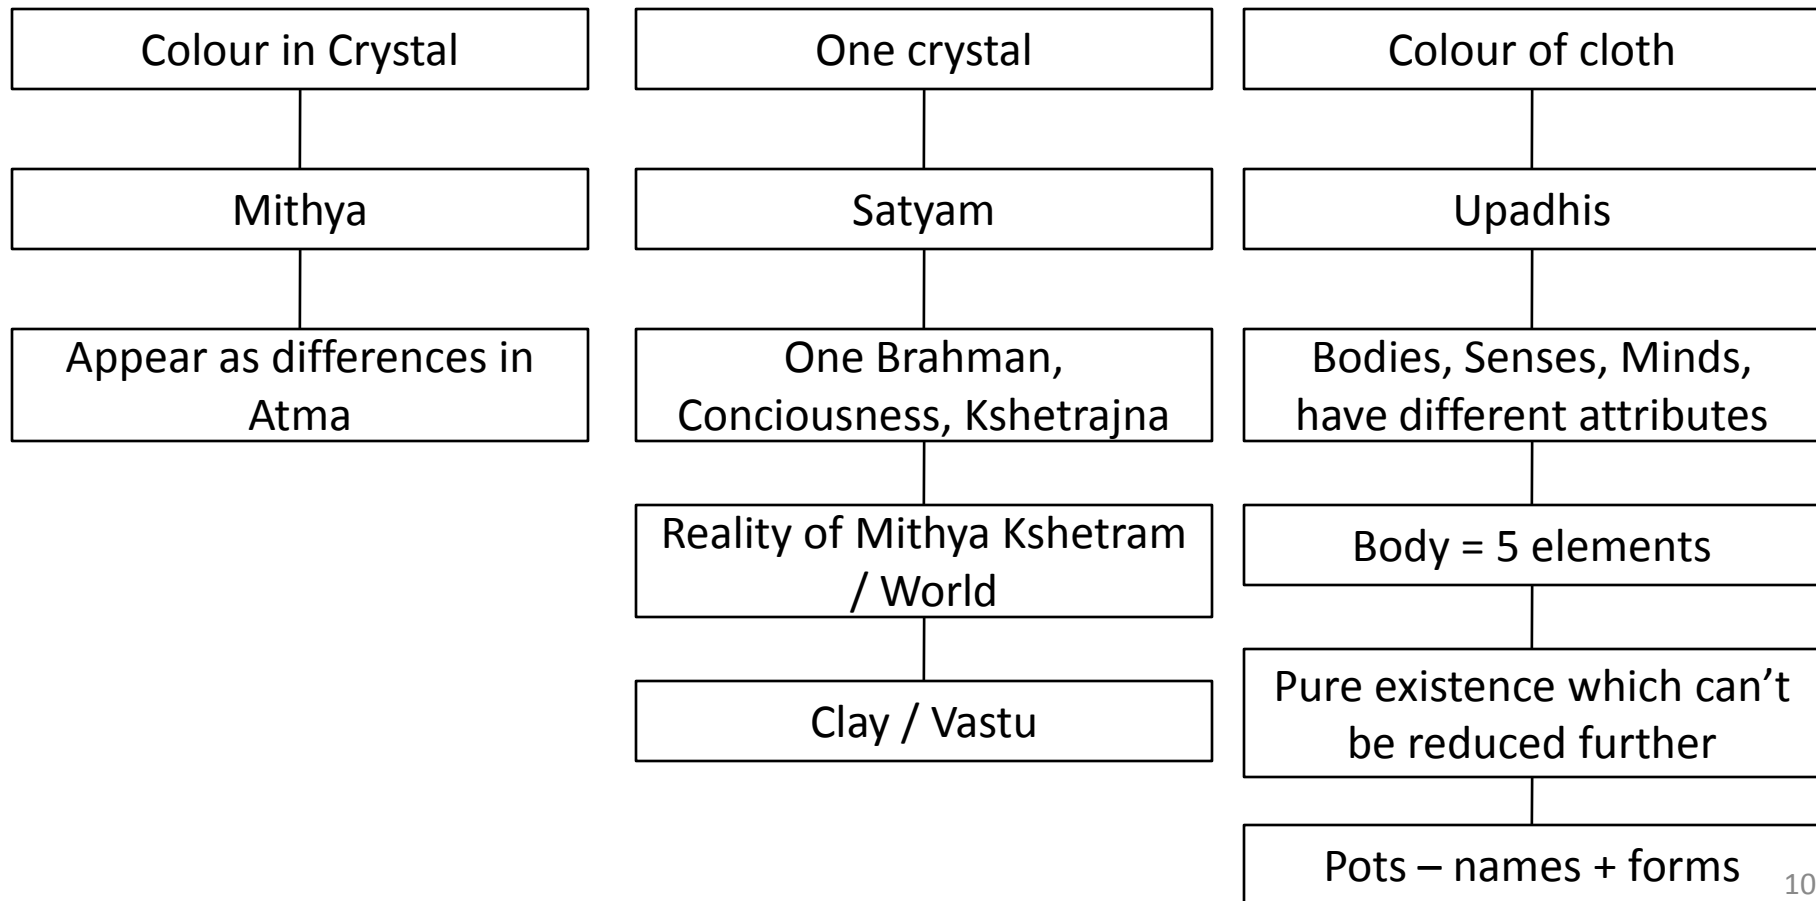 Colour in Crystal
Mithya
Appear as differences in
Atma
One crystal
Satyam
One Brahman,
Conciousness, Kshetrajna
Reality of Mithya Kshetram
/ World
Clay / Vastu
Colour of cloth
Upadhis
Bodies, Senses, Minds,
have different attributes
Body = 5 elements
Pure existence which can’t
be reduced further
Pots – names + forms
10